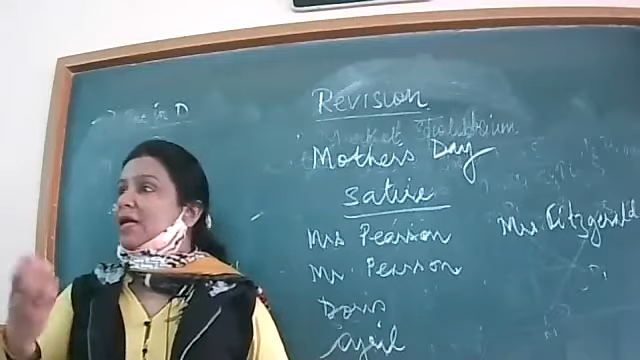 Revision
Mothers Day
Satire
Mrs Pearson
Mrs. Fitzgerald
Mr. Pearson
Doris